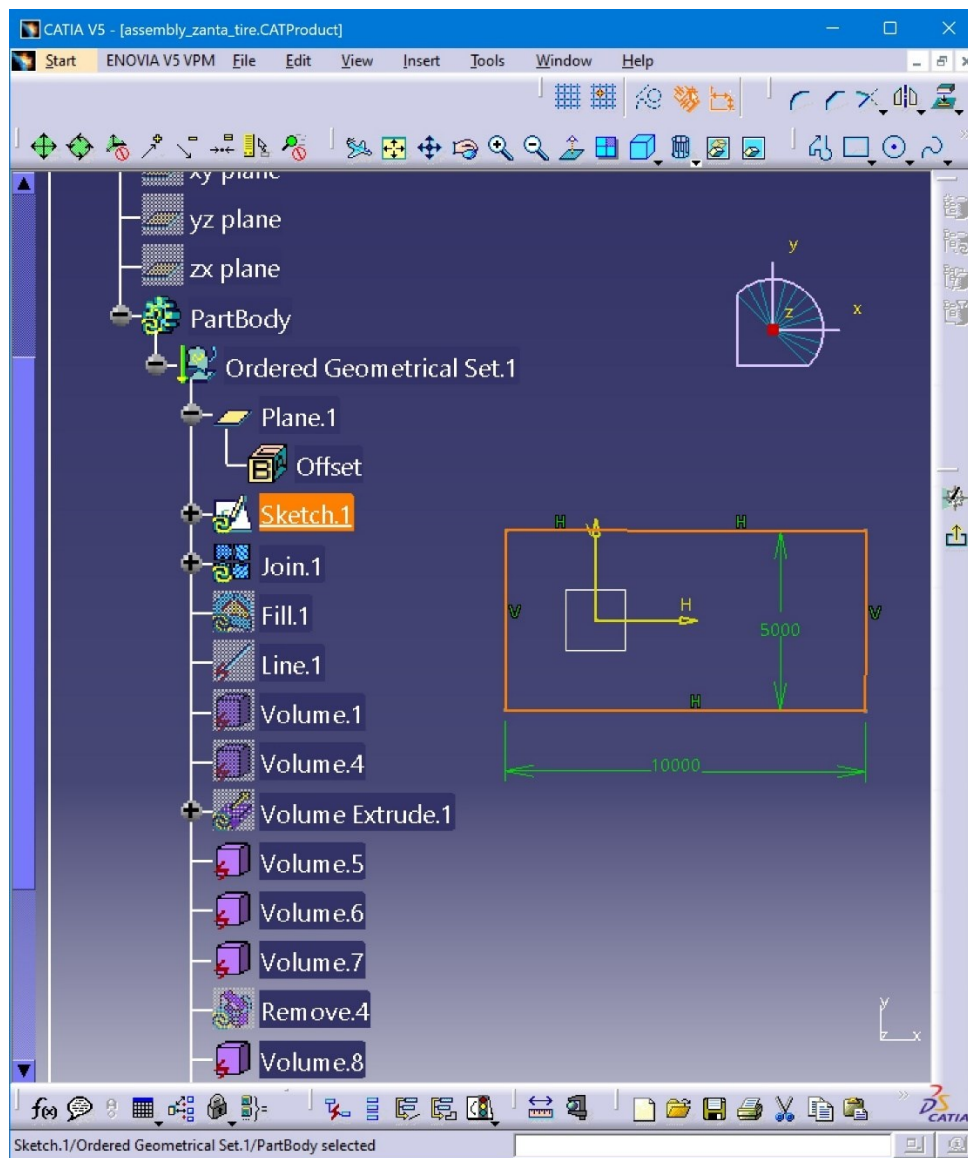 CATIA V5 - [assembly_zanta_tire.CATProduct]
Start ENOVIA V5 VPM File Edit View Insert Tools Window Help
xy plane
yz plane
zx plane
PartBody
Ordered Geometrical Set.1
Plane.1
B Offset
Sketch.1
Join.1
Fill.1
Line.1
Volume.1
Volume.4
Volume Extrude.1
Volume.5
Volume.6
Volume.7
Remove.4
Volume.8
y
x
z
H H
V
H
V V
5000
H
10000
y
z x
f(x)
CATIA
Sketch.1/Ordered Geometrical Set.1/PartBody selected